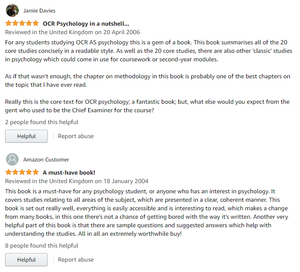 Jamie Davies
OCR Psychology in a nutshell...
Reviewed in the United Kingdom on 20 April 2006
For any students studying OCR AS psychology this is a gem of a book. This book summarises all of the 20
core studies concisely in a readable style. As well as the 20 core studies, there are also other 'classic' studies
in psychology which could come in use for coursework or second-year modules.
As if that wasn't enough, the chapter on methodology in this book is probably one of the best chapters on
the topic that I have ever read.
Really this is the core text for OCR psychology; a fantastic book; but, what else would you expect from the
gent who used to be the Chief Examiner for the course?
2 people found this helpful
Helpful
Report abuse
Amazon Customer
A must-have book!
Reviewed in the United Kingdom on 18 January 2004
This book is a must-have for any psychology student, or anyone who has an interest in psychology. It
covers studies relating to all areas of the subject, which are presented in a clear, coherent manner. This
book is set out really well, everything is easily accessible and is interesting to read, which makes a change
from many books, in this one there's not a chance of getting bored with the way it's written. Another very
helpful part of this book is that there are sample questions and suggested answers which help with
understanding the studies. All in all an extremely worthwhile buy!
8 people found this helpful
Helpful
Report abuse